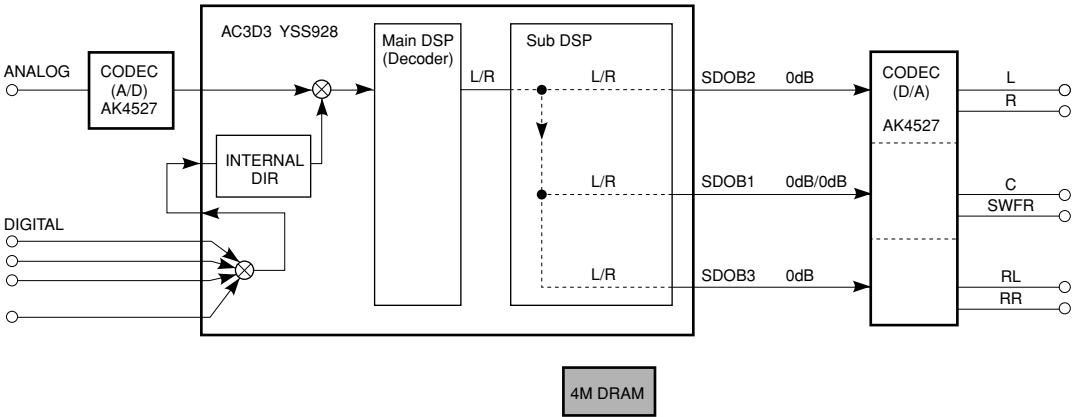 AC3D3 YSS928
Main DSP
(Decoder)
Sub DSP
ANALOG
CODEC
(A/D)
AK4527
L/R
L/R
SDOB2
0dB
CODEC
(D/A)
AK4527
L
R
INTERNAL
DIR
L/R
SDOB1
0dB/0dB
C
SWFR
DIGITAL
L/R
SDOB3
0dB
RL
RR
4M DRAM